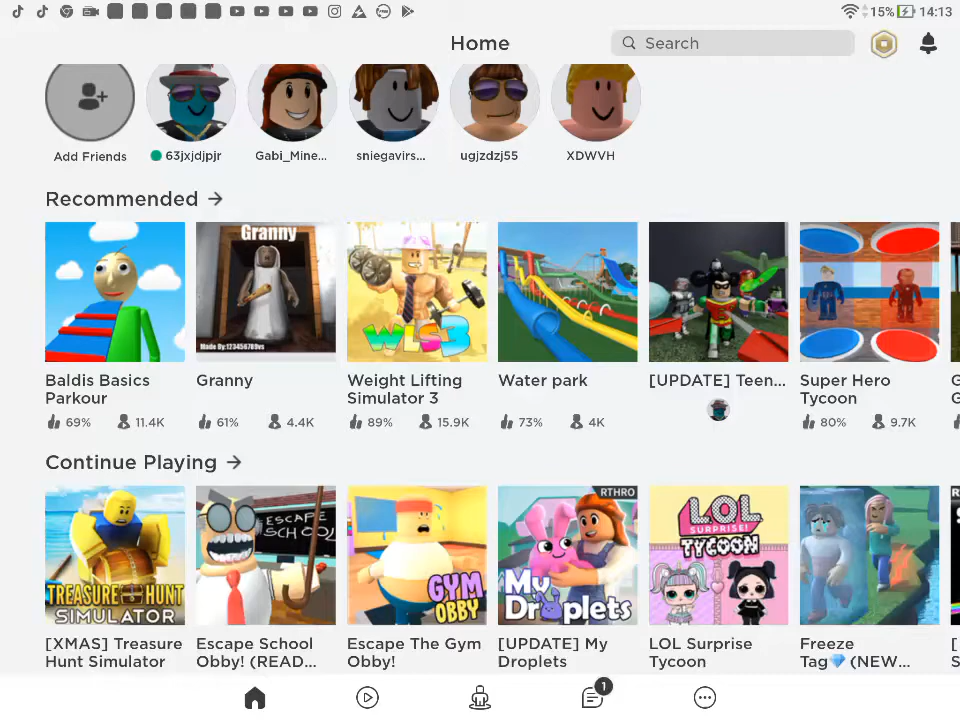 15% 14:13
Home
Search
Add Friends
63jxjdjpjr
Gabi_Mine...
sniegavirs...
ugjzdzj55
XDWVH
Recommended →
Granny
Made By:123456789vs
WLS3
Baldis Basics
Parkour
Granny
Weight Lifting
Simulator 3
Water park
[UPDATE] Teen...
Super Hero
Tycoon
G
G
69% 11.4K
61% 4.4K
89% 15.9K
73% 4K
80% 9.7K
Continue Playing →
TREASURE HUNT
SIMULATOR
ESCAPE
SCHOOL
GYM
OBBY
RTHRO
My
Droplets
L.O.L
SURPRISE!
TYCOON
[XMAS] Treasure
Hunt Simulator
Escape School
Obby! (READ...
Escape The Gym
Obby!
[UPDATE] My
Droplets
LOL Surprise
Tycoon
Freeze
Tag💎 (NEW...
1